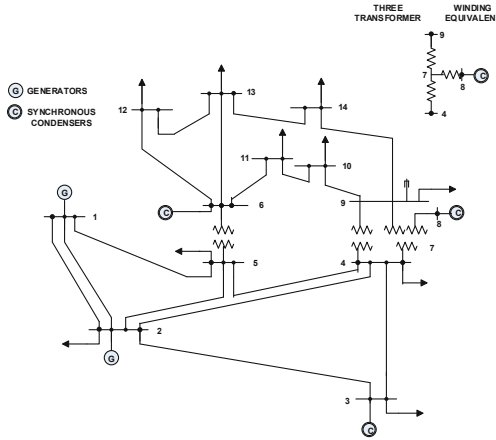 THREE WINDING
TRANSFORMER EQUIVALEN
9
7
C
8
4
G GENERATORS
C SYNCHRONOUS
CONDENSERS
13
12
14
11
10
G
C
6
9
C
8
1
7
5
4
2
G
3
C